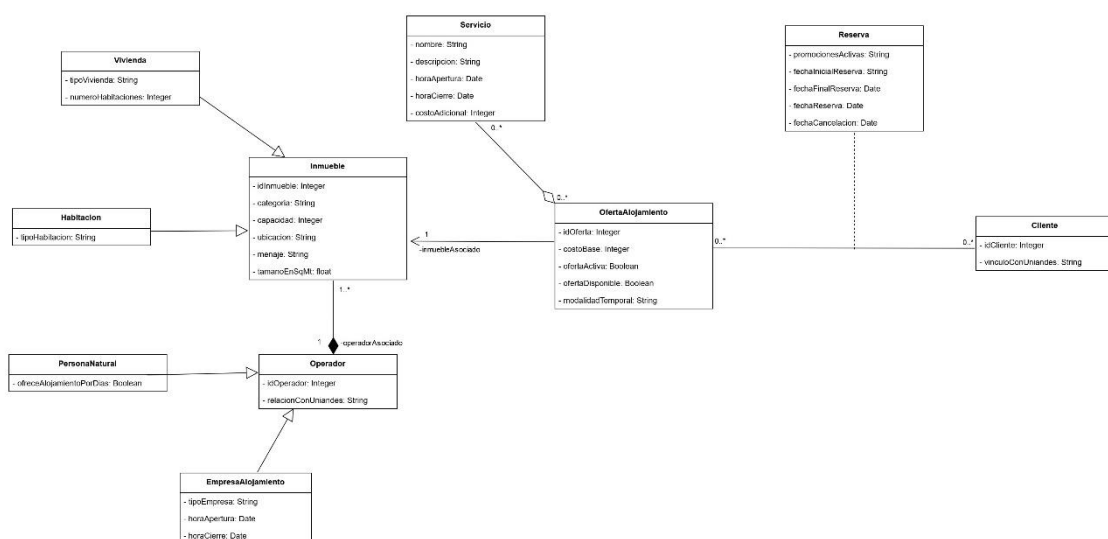 Servicio
- nombre: String
- descripcion: String
- horaApertura: Date
- horaCierre: Date
- costoAdicional: Integer
0..*
Reserva
- promocionesActivas: String
- fechaInicialReserva: String
- fechaFinalReserva: Date
- fechaReserva: Date
- fechaCancelacion: Date
Vivienda
- tipoVivienda: String
- numeroHabitaciones: Integer
Inmueble
- idInmueble: Integer
- categoria: String
- capacidad: Integer
- ubicacion: String
- menaje: String
- tamanoEnSqMt: float
1..*
Habitacion
- tipoHabitacion: String
1
-inmuebleAsociado
0..*
OfertaAlojamiento
- idOferta: Integer
- costoBase: Integer
- ofertaActiva: Boolean
- ofertaDisponible: Boolean
- modalidadTemporal: String
0..*
0..*
Cliente
- idCliente: Integer
- vinculoConUniandes: String
1
-operadorAsociado
PersonaNatural
- ofreceAlojamientoPorDias: Boolean
Operador
- idOperador: Integer
- relacionConUniandes: String
EmpresaAlojamiento
- tipoEmpresa: String
- horaApertura: Date
- horaCierre: Date